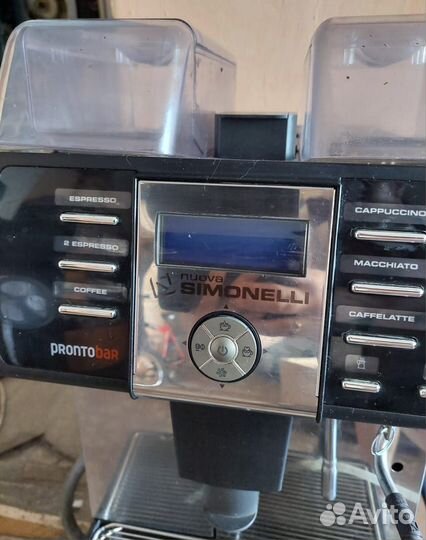 ESPRESSO
2 ESPRESSO
COFFEE
PRONTOBAR
nuova
SIMONELLI
CAPPUCCINO
MACCHIATO
CAFFELATTE
Avito